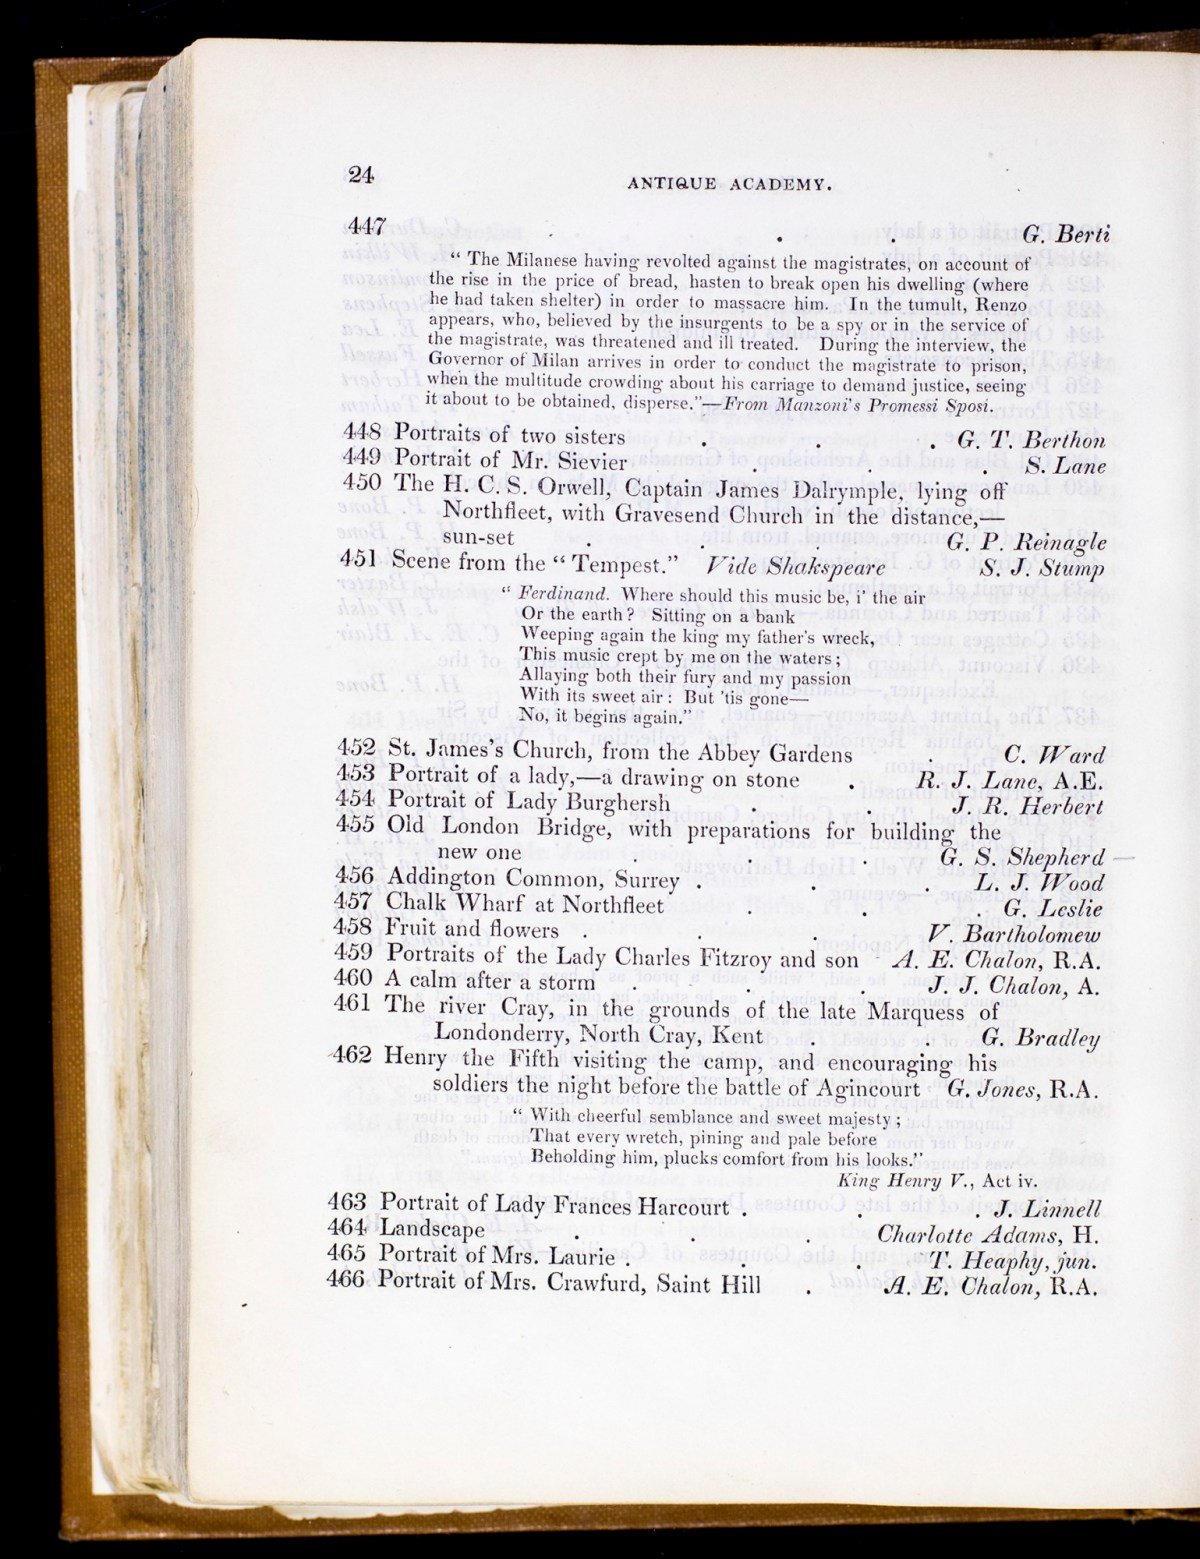 24
ANTIQUE ACADEMY.
447 . . G. Berti
“ The Milanese having revolted against the magistrates, on account of
the rise in the price of bread, hasten to break open his dwelling (where
he had taken shelter) in order to massacre him. In the tumult, Renzo
appears, who, believed by the insurgents to be a spy or in the service of
the magistrate, was threatened and ill treated. During the interview, the
Governor of Milan arrives in order to conduct the magistrate to prison,
when the multitude crowding about his carriage to demand justice, seeing
it about to be obtained, disperse.”—From Manzoni's Promessi Sposi.
448 Portraits of two sisters . . . G. T. Berthon
449 Portrait of Mr. Sievier . . . S. Lane
450 The H. C. S. Orwell, Captain James Dalrymple, lying off
Northfleet, with Gravesend Church in the distance,—
sun-set . . . . G. P. Reinagle
451 Scene from the “ Tempest.” Vide Shakspeare S. J. Stump
“ Ferdinand. Where should this music be, i' the air
Or the earth ? Sitting on a bank
Weeping again the king my father's wreck,
This music crept by me on the waters ;
Allaying both their fury and my passion
With its sweet air : But 'tis gone—
No, it begins again.”
452 St. James's Church, from the Abbey Gardens . C. Ward
453 Portrait of a lady,—a drawing on stone . R. J. Lane, A.E.
454 Portrait of Lady Burghersh . . J. R. Herbert
455 Old London Bridge, with preparations for building the
new one . . . G. S. Shepherd
456 Addington Common, Surrey . . . L. J. Wood
457 Chalk Wharf at Northfleet . . . G. Leslie
458 Fruit and flowers . . . V. Bartholomew
459 Portraits of the Lady Charles Fitzroy and son A. E. Chalon, R.A.
460 A calm after a storm . . . J. J. Chalon, A.
461 The river Cray, in the grounds of the late Marquess of
Londonderry, North Cray, Kent . . G. Bradley
462 Henry the Fifth visiting the camp, and encouraging his
soldiers the night before the battle of Agincourt G. Jones, R.A.
“ With cheerful semblance and sweet majesty ;
That every wretch, pining and pale before
Beholding him, plucks comfort from his looks.”
King Henry V., Act iv.
463 Portrait of Lady Frances Harcourt . . . J. Linnell
464 Landscape . . . Charlotte Adams, H.
465 Portrait of Mrs. Laurie . . . T. Heaphy, jun.
466 Portrait of Mrs. Crawfurd, Saint Hill . A. E. Chalon, R.A.